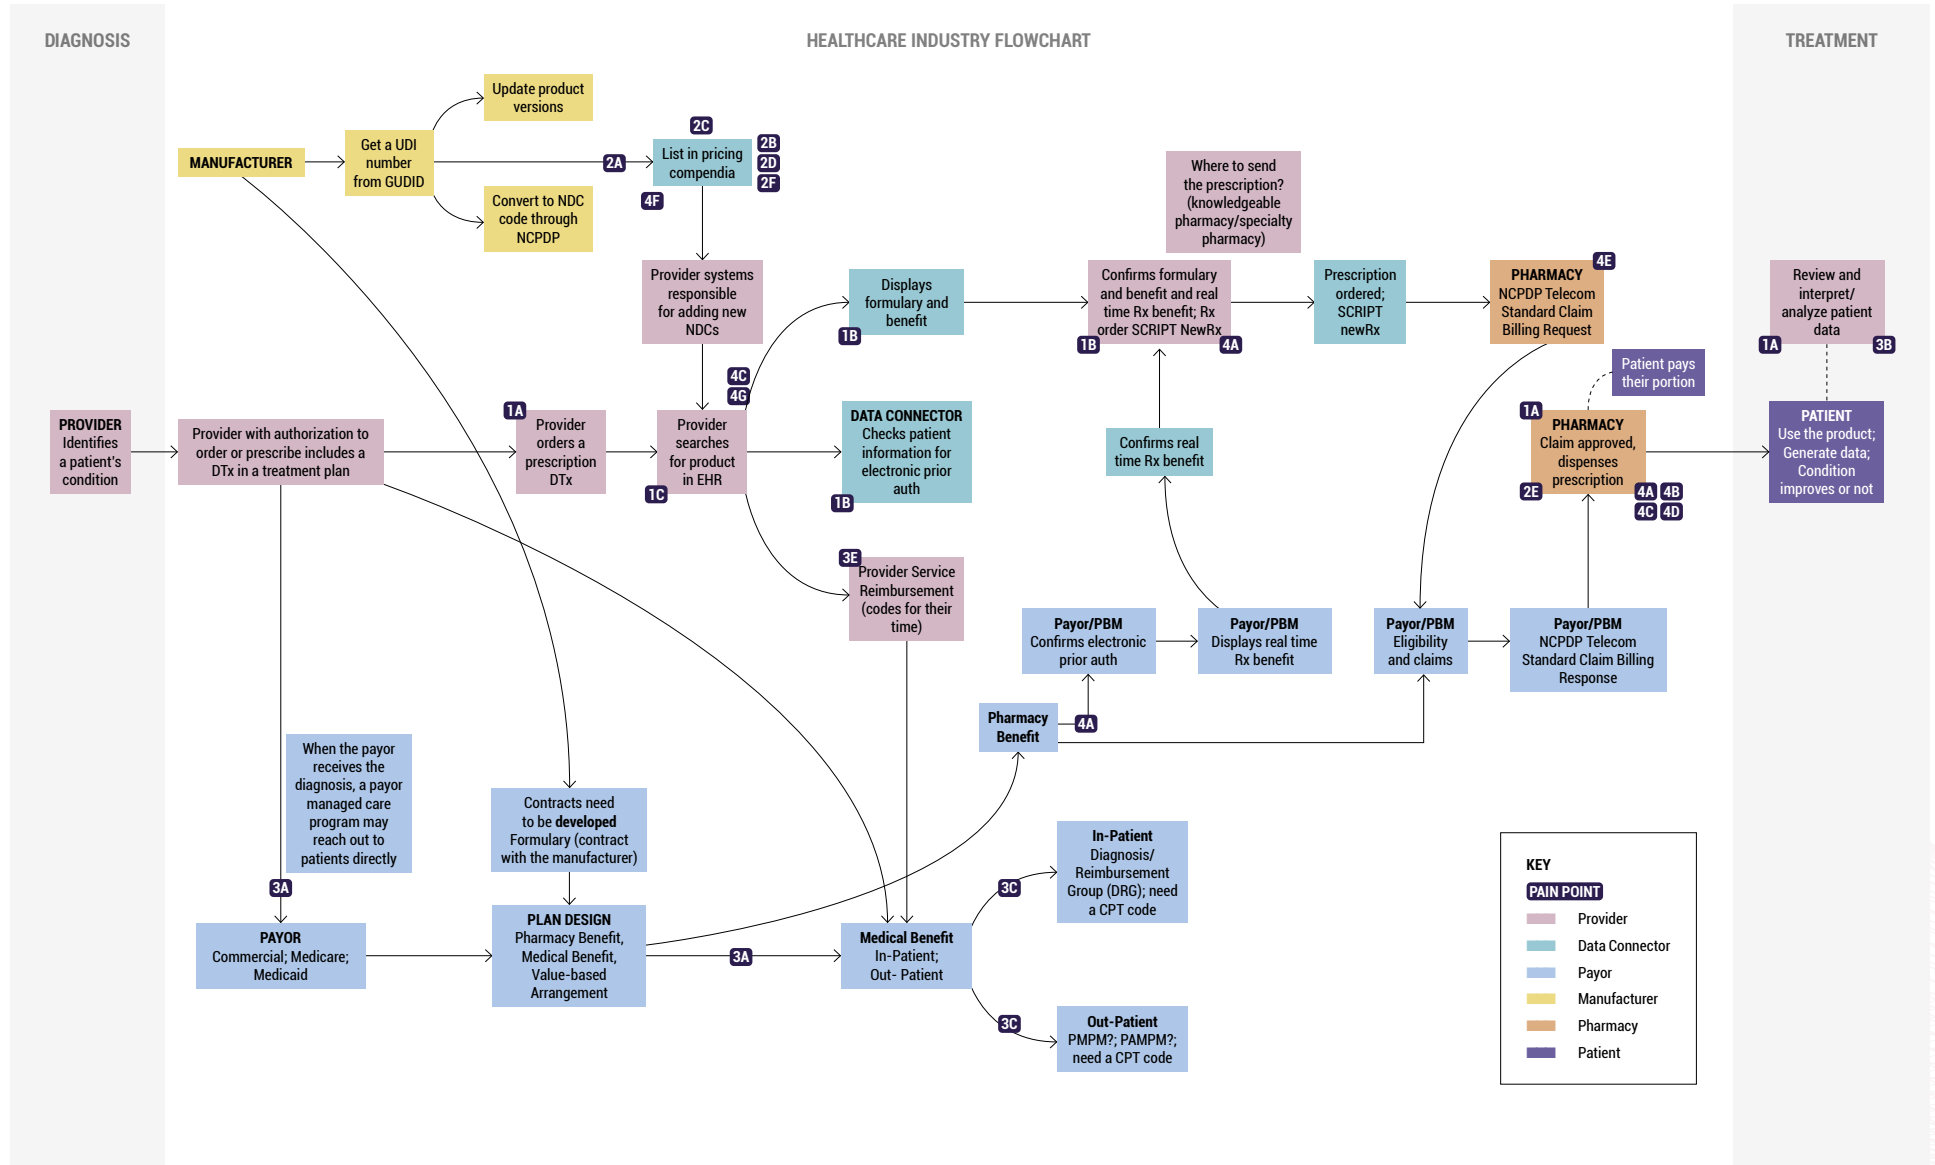 DIAGNOSIS
HEALTHCARE INDUSTRY FLOWCHART
TREATMENT
Update product
versions
2C
MANUFACTURER
Get a UDI
number
from GUDID
2A
List in pricing
compendia
2B
2D
2F
4F
Convert to NDC
code through
NCPDP
Where to send
the prescription?
(knowledgeable
pharmacy/specialty
pharmacy)
Provider systems
responsible
for adding new
NDCs
Displays
formulary and
benefit
1B
Confirms formulary
and benefit and real
time Rx benefit; Rx
order SCRIPT NewRx
1B
4A
Prescription
ordered;
SCRIPT
newRx
4E
PHARMACY
NCPDP Telecom
Standard Claim
Billing Request
Review and
interpret/
analyze patient
data
1A
3B
Patient pays
their portion
4C
4G
PROVIDER
Identifies
a patient's
condition
Provider with authorization to
order or prescribe includes a
DTx in a treatment plan
1A
Provider
orders a
prescription
DTx
Provider
searches
for product
in EHR
1C
DATA CONNECTOR
Checks patient
information for
electronic prior
auth
1B
Confirms real
time Rx benefit
1A
PHARMACY
Claim approved,
dispenses
prescription
2E
4A
4B
4C
4D
PATIENT
Use the product;
Generate data;
Condition
improves or not
3E
Provider Service
Reimbursement
(codes for their
time)
Payor/PBM
Confirms electronic
prior auth
Payor/PBM
Displays real time
Rx benefit
Payor/PBM
Eligibility
and claims
Payor/PBM
NCPDP Telecom
Standard Claim Billing
Response
Pharmacy
Benefit
4A
When the payor
receives the
diagnosis, a payor
managed care
program may
reach out to
patients directly
3A
Contracts need
to be developed
Formulary (contract
with the manufacturer)
PAYOR
Commercial; Medicare;
Medicaid
PLAN DESIGN
Pharmacy Benefit,
Medical Benefit,
Value-based
Arrangement
3A
Medical Benefit
In-Patient;
Out- Patient
3C
In-Patient
Diagnosis/
Reimbursement
Group (DRG); need
a CPT code
3C
Out-Patient
PMPM?; PAMPM?;
need a CPT code
KEY
PAIN POINT
Provider
Data Connector
Payor
Manufacturer
Pharmacy
Patient